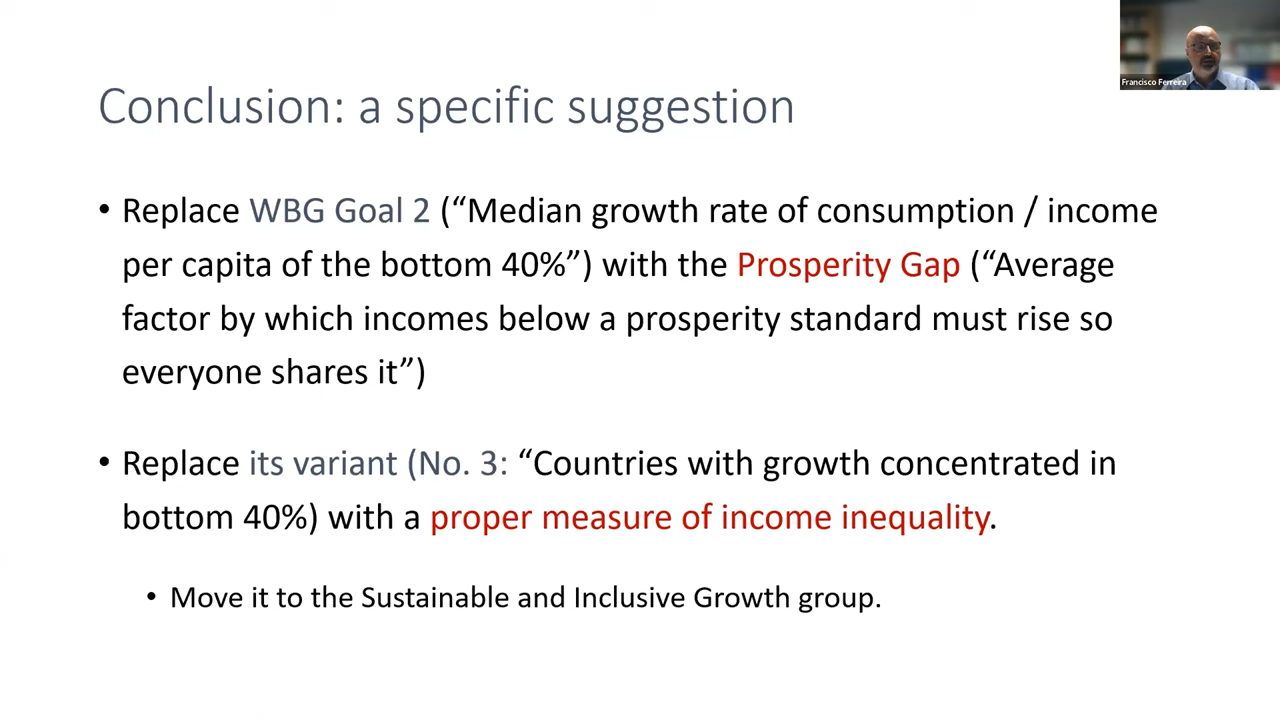 Francisco Ferreira
Conclusion: a specific suggestion
• Replace WBG Goal 2 (“Median growth rate of consumption / income
per capita of the bottom 40%”) with the Prosperity Gap (“Average
factor by which incomes below a prosperity standard must rise so
everyone shares it”)
• Replace its variant (No. 3: “Countries with growth concentrated in
bottom 40%) with a proper measure of income inequality.
• Move it to the Sustainable and Inclusive Growth group.